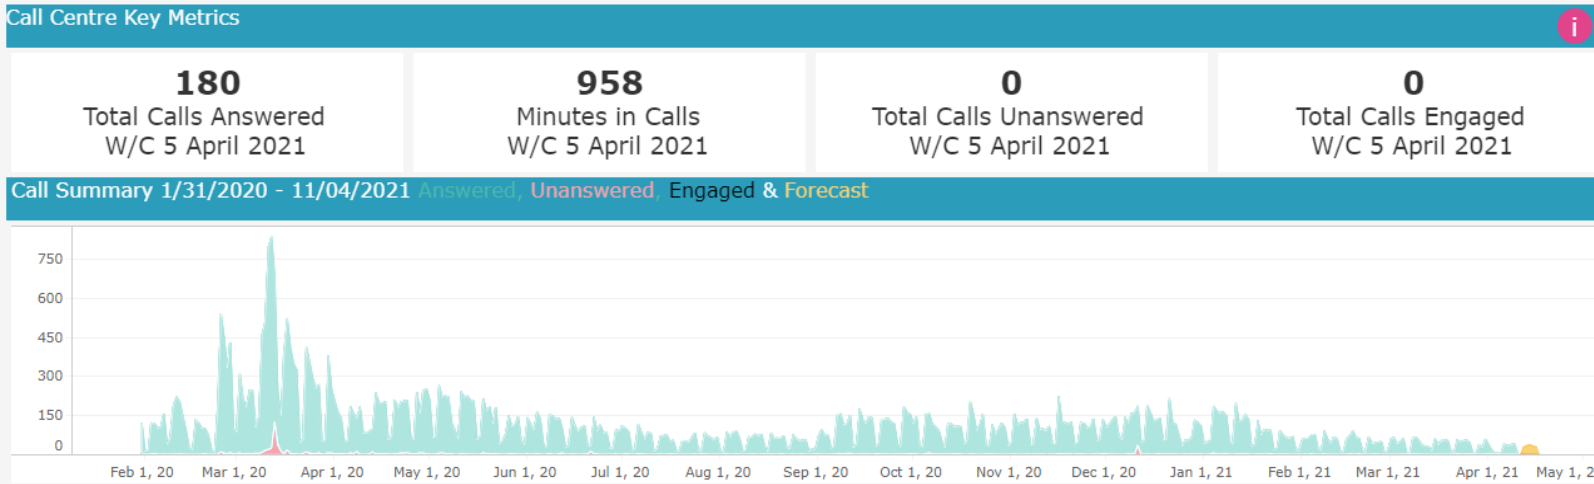 Call Centre Key Metrics
i
180
Total Calls Answered
W/C 5 April 2021
958
Minutes in Calls
W/C 5 April 2021
0
Total Calls Unanswered
W/C 5 April 2021
0
Total Calls Engaged
W/C 5 April 2021
Call Summary 1/31/2020 - 11/04/2021 Answered, Unanswered, Engaged & Forecast
750
600
450
300
150
0
Feb 1, 20 Mar 1, 20 Apr 1, 20 May 1, 20 Jun 1, 20 Jul 1, 20 Aug 1, 20 Sep 1, 20 Oct 1, 20 Nov 1, 20 Dec 1, 20 Jan 1, 21 Feb 1, 21 Mar 1, 21 Apr 1, 21 May 1, 2